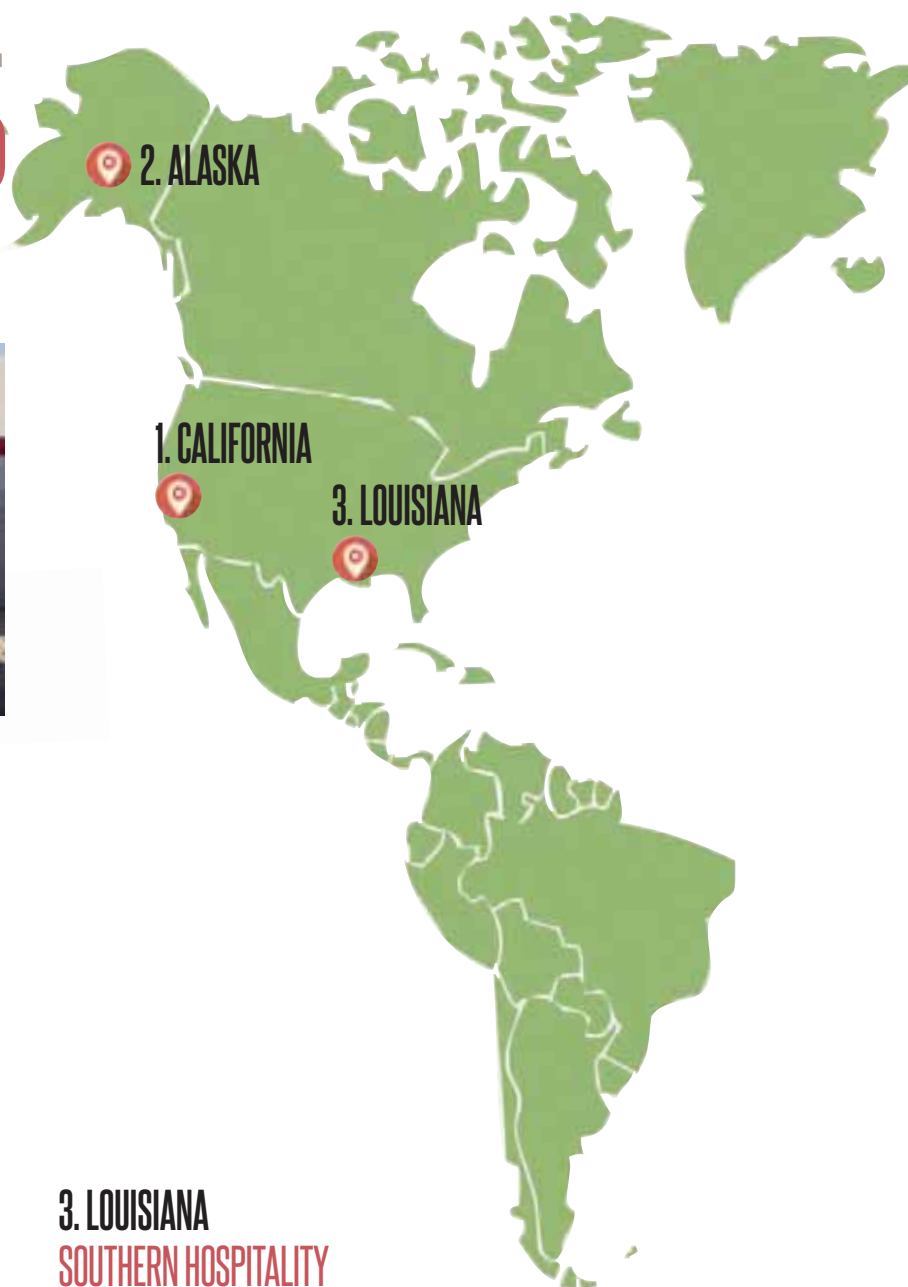 2. ALASKA
1. CALIFORNIA
3. LOUISIANA
3. LOUISIANA
SOUTHERN HOSPITALITY